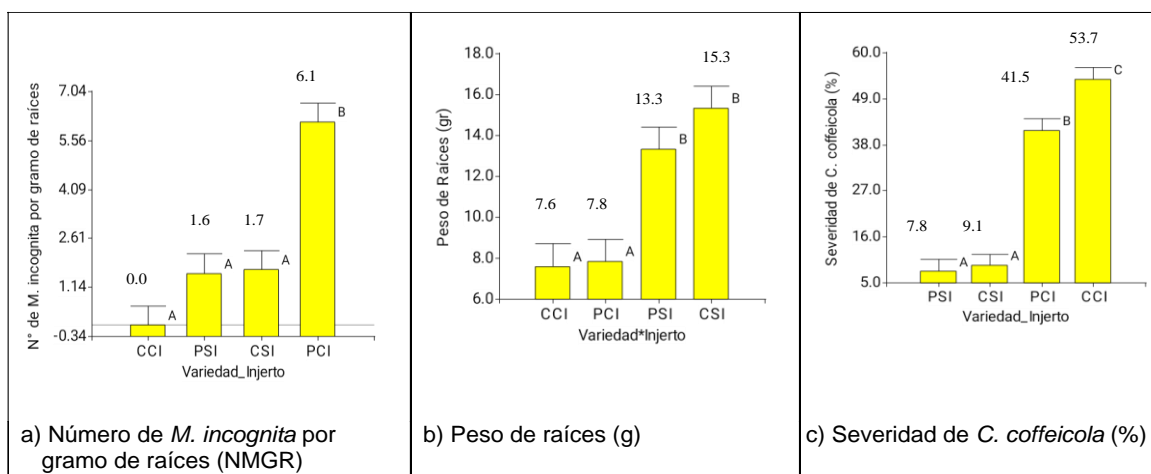 6.1
7.04
5.56
4.09
2.61
1.14
-0.34
N° de M. incognita por gramo de raíces
0.0
1.6
1.7
A
A
A
B
CCI
PSI
CSI
PCI
Variedad_Injerto
a) Número de M. incognita por
gramo de raíces (NMGR)
18.0
16.0
14.0
12.0
10.0
8.0
6.0
Peso de Raíces (gr)
7.6
7.8
13.3
15.3
A
A
B
B
CCI
PCI
PSI
CSI
Variedad*Injerto
b) Peso de raíces (g)
60.0
49.0
38.0
27.0
16.0
5.0
Severidad de C. coffeicola (%)
7.8
9.1
41.5
53.7
A
A
B
C
PSI
CSI
PCI
CCI
Variedad_Injerto
c) Severidad de C. coffeicola (%)